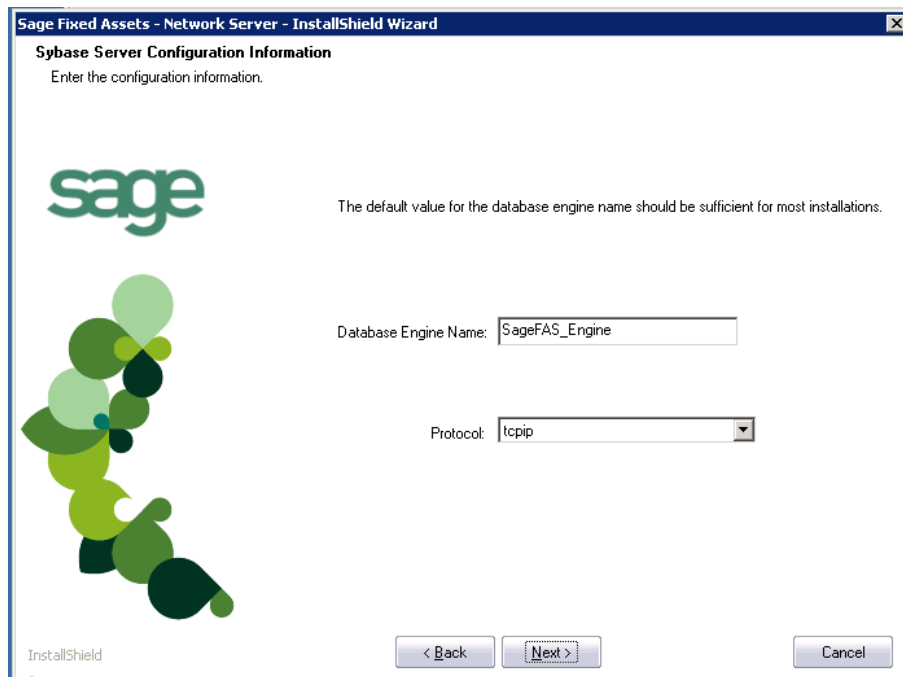 Sage Fixed Assets - Network Server - InstallShield Wizard
Sybase Server Configuration Information
Enter the configuration information.
sage
The default value for the database engine name should be sufficient for most installations.
Database Engine Name: SageFAS_Engine
Protocol: tcpip
InstallShield
< Back Next > Cancel